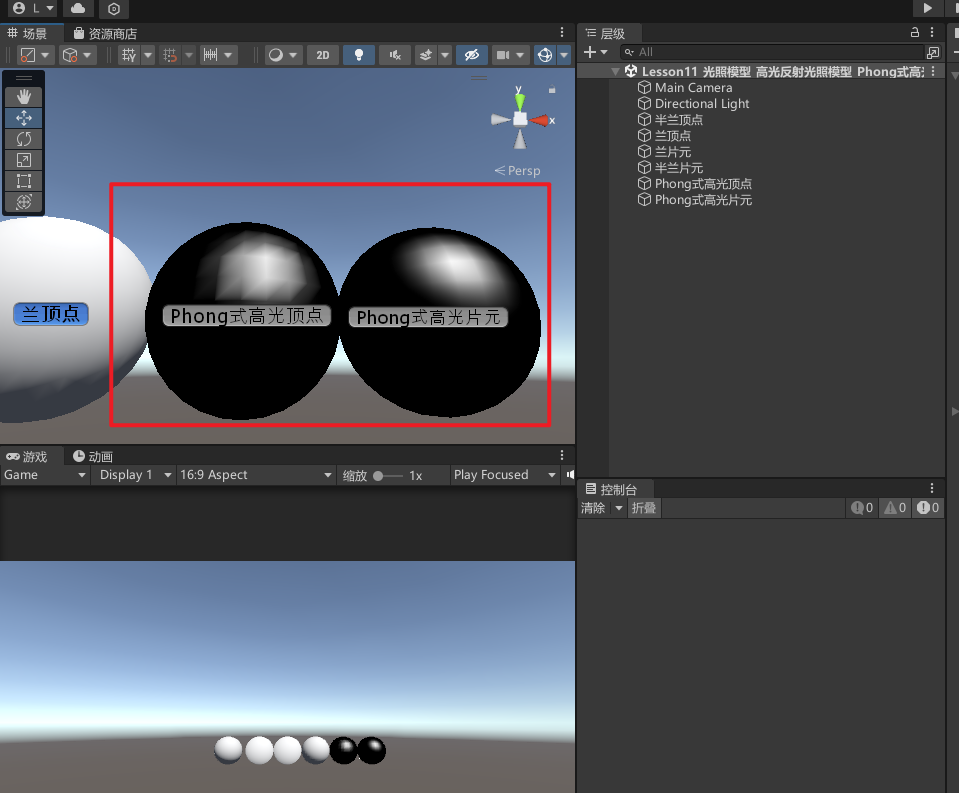 L
场景
资源商店
2D
y
x
Persp
兰顶点
Phong式高光顶点
Phong式高光片元
层级
All
Lesson11 光照模型 高光反射光照模型 Phong式高
Main Camera
Directional Light
半兰顶点
兰顶点
兰片元
半兰片元
Phong式高光顶点
Phong式高光片元
游戏
动画
Game
Display 1
16:9 Aspect
缩放
1x
Play Focused
控制台
清除
折叠
0
0
0